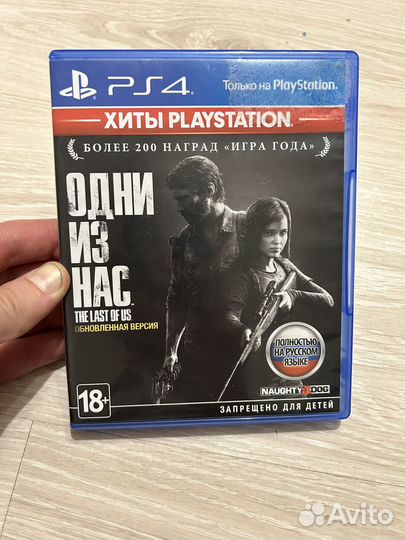 PS4
Только на PlayStation®
ХИТЫ PLAYSTATION®
БОЛЕЕ 200 НАГРАД «ИГРА ГОДА»
ОДНИ
ИЗ
НАС
THE LAST OF US
ОБНОВЛЕННАЯ ВЕРСИЯ
ПОЛНОСТЬЮ
НА РУССКОМ
ЯЗЫКЕ
18+
NAUGHTY DOG
ЗАПРЕЩЕНО ДЛЯ ДЕТЕЙ
Avito